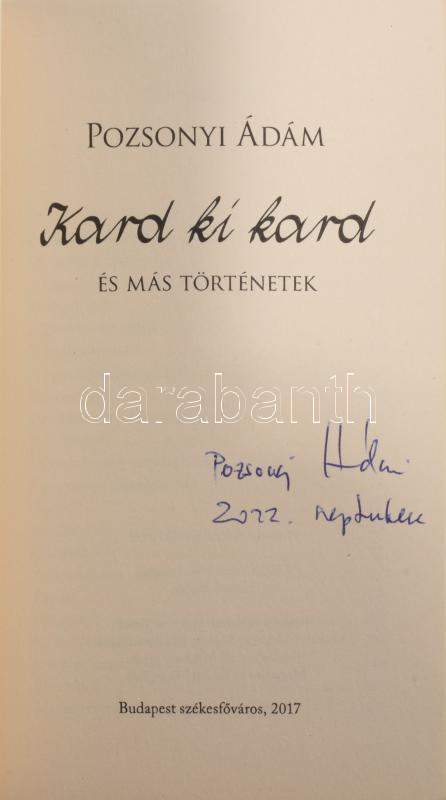 POZSONYI ÁDÁM
Kard ki kard
ÉS MÁS TÖRTÉNETEK
darabanth
Pozsonyi Ádám
2022. szeptember
Budapest székesfőváros, 2017